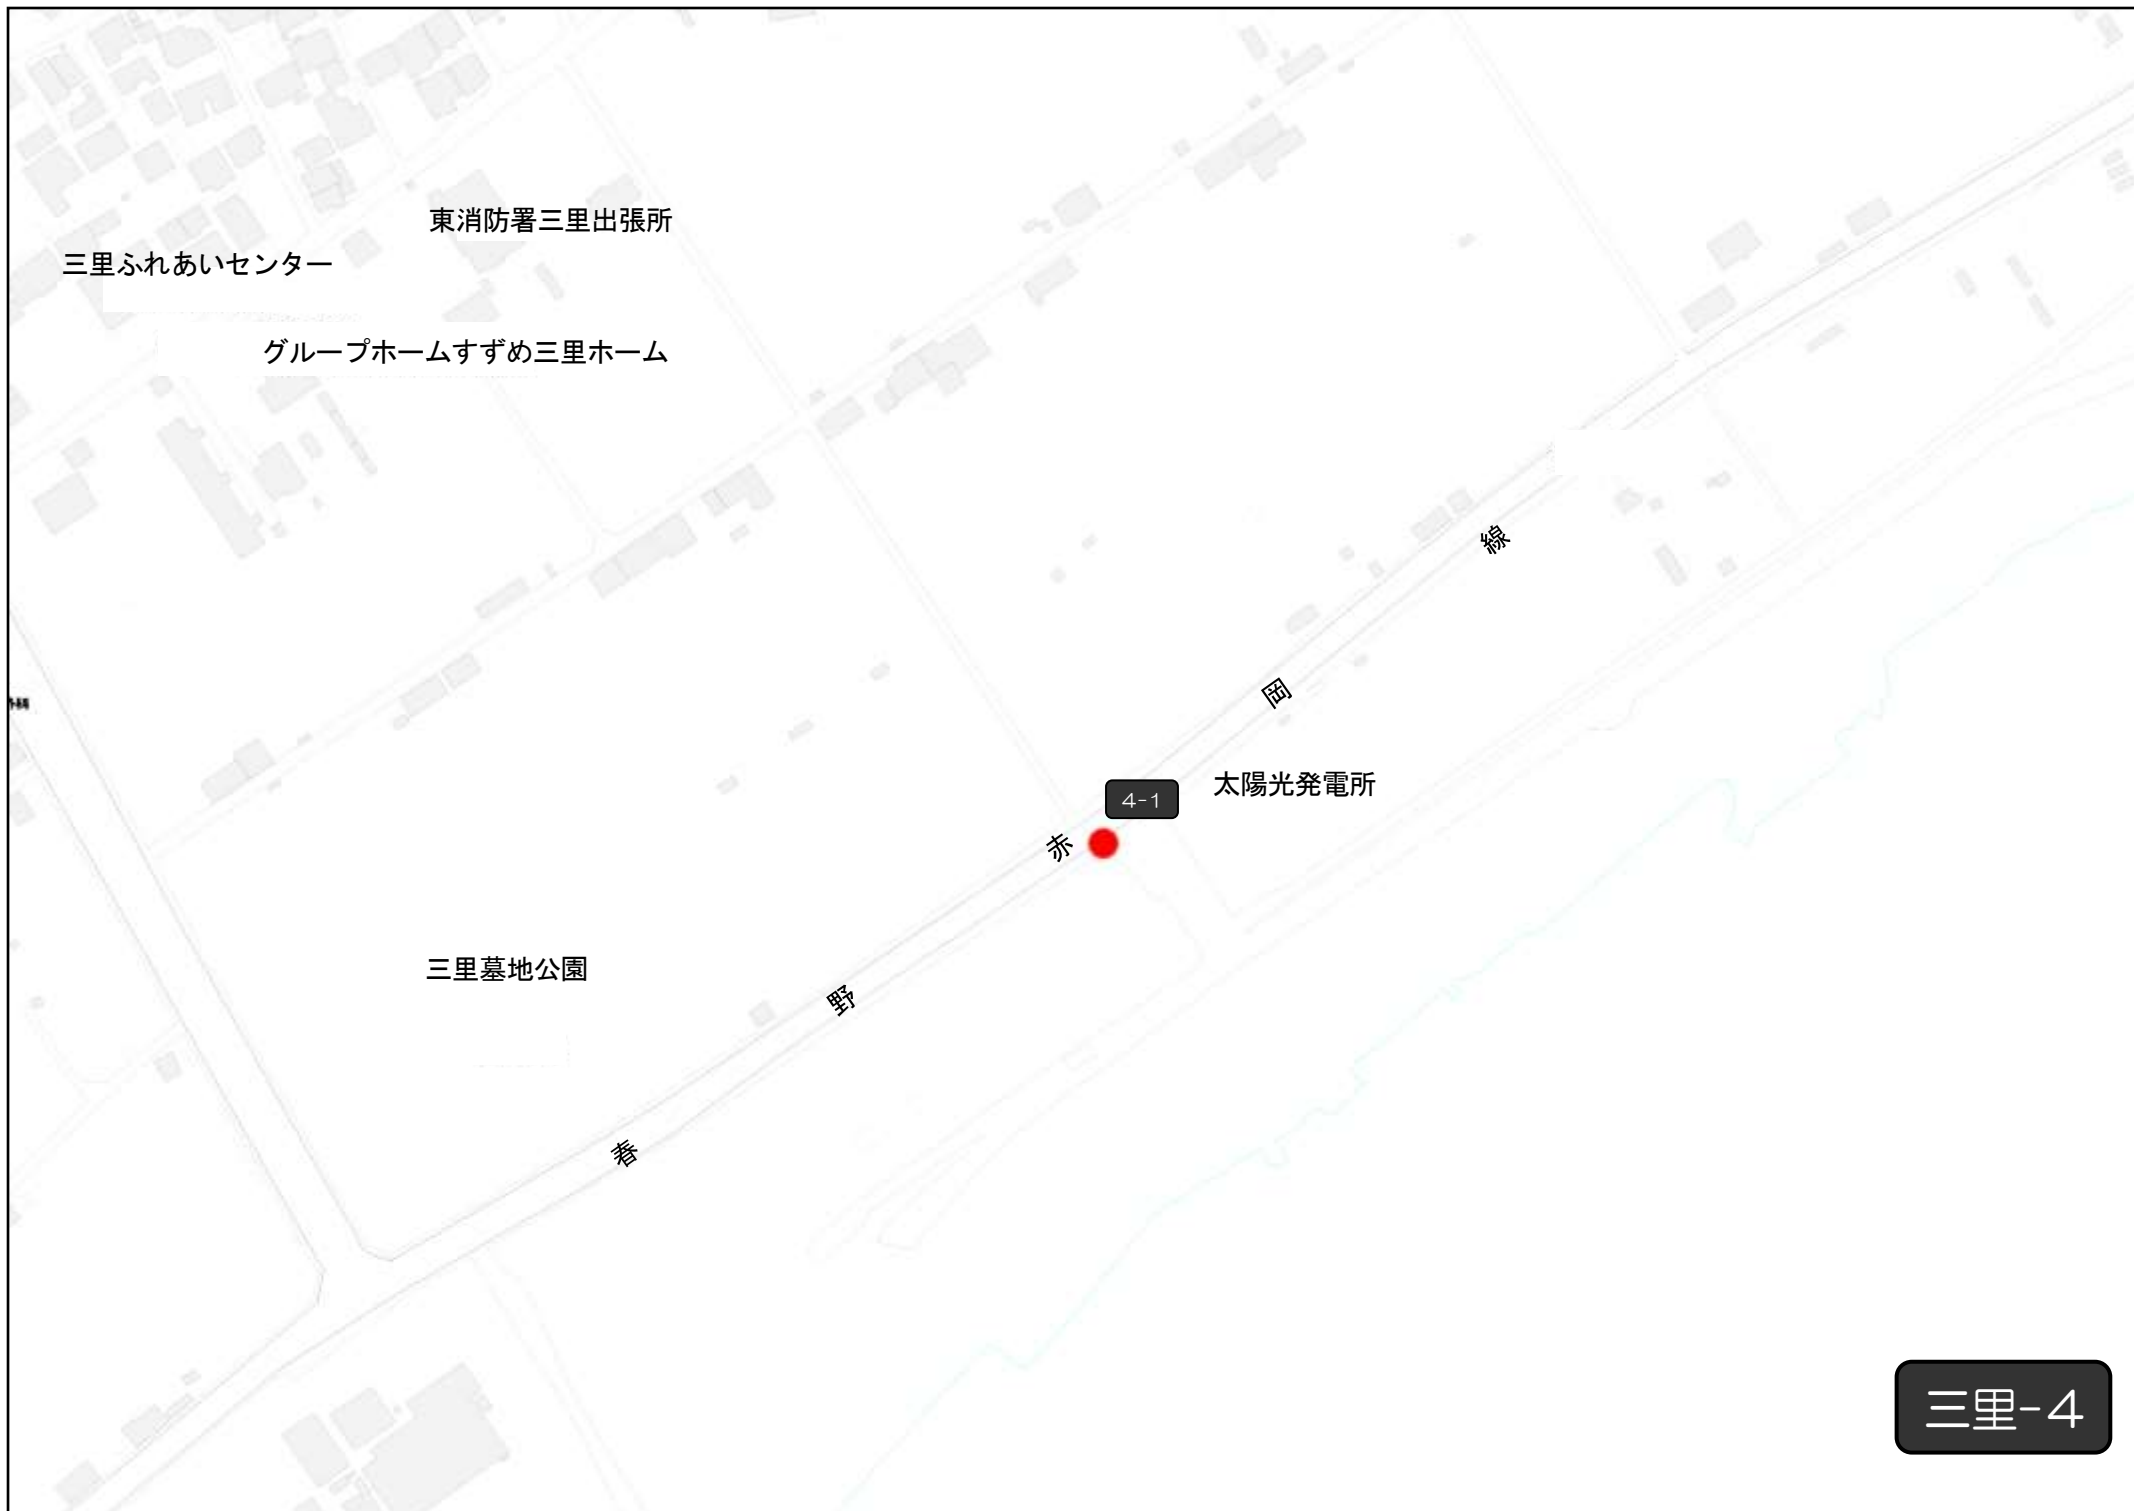 東消防署三里出張所
三里ふれあいセンター
グループホームすずめ三里ホーム
4-1
太陽光発電所
三里墓地公園
春野赤岡線
三里-4